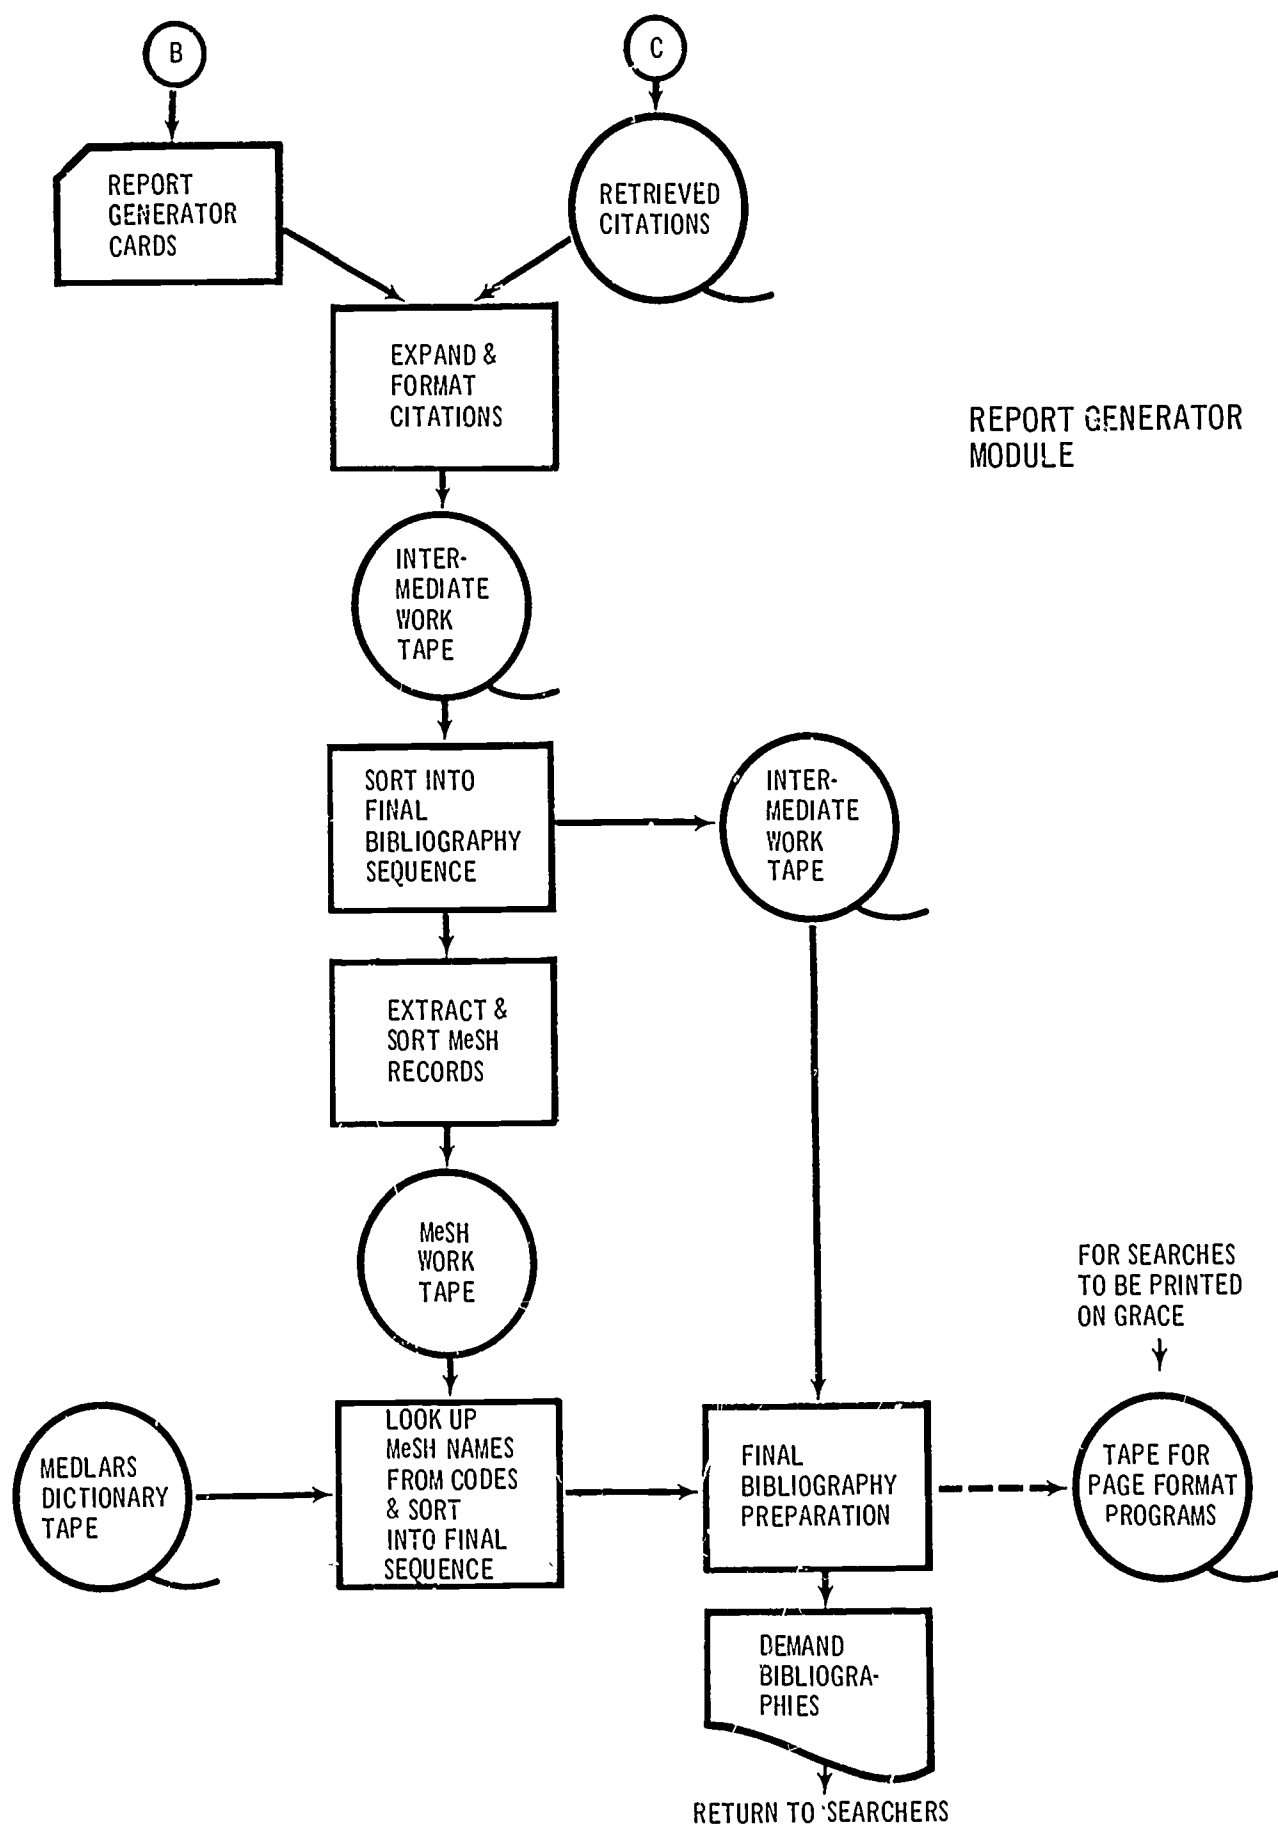 B
C
REPORT
GENERATOR
CARDS
RETRIEVED
CITATIONS
EXPAND &
FORMAT
CITATIONS
REPORT GENERATOR
MODULE
INTER-
MEDIATE
WORK
TAPE
SORT INTO
FINAL
BIBLIOGRAPHY
SEQUENCE
INTER-
MEDIATE
WORK
TAPE
EXTRACT &
SORT MeSH
RECORDS
MeSH
WORK
TAPE
FOR SEARCHES
TO BE PRINTED
ON GRACE
MEDLARS
DICTIONARY
TAPE
LOOK UP
MeSH NAMES
FROM CODES
& SORT
INTO FINAL
SEQUENCE
FINAL
BIBLIOGRAPHY
PREPARATION
TAPE FOR
PAGE FORMAT
PROGRAMS
DEMAND
BIBLIOGRA-
PHIES
RETURN TO SEARCHERS